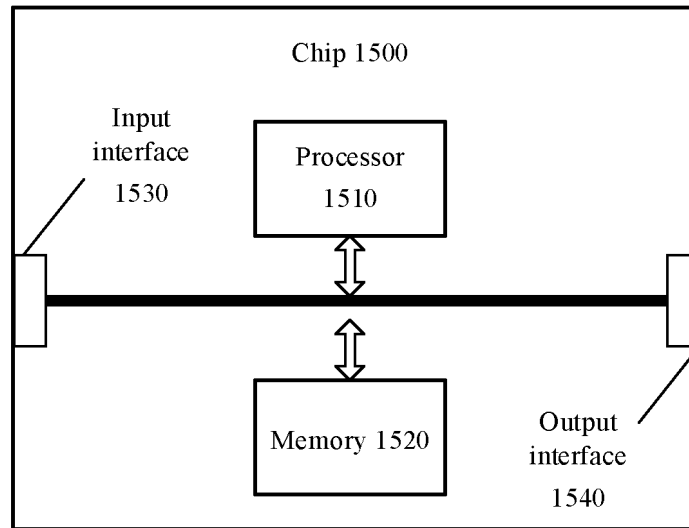 Chip 1500
Input
interface
1530
Processor
1510
Memory 1520
Output
interface
1540